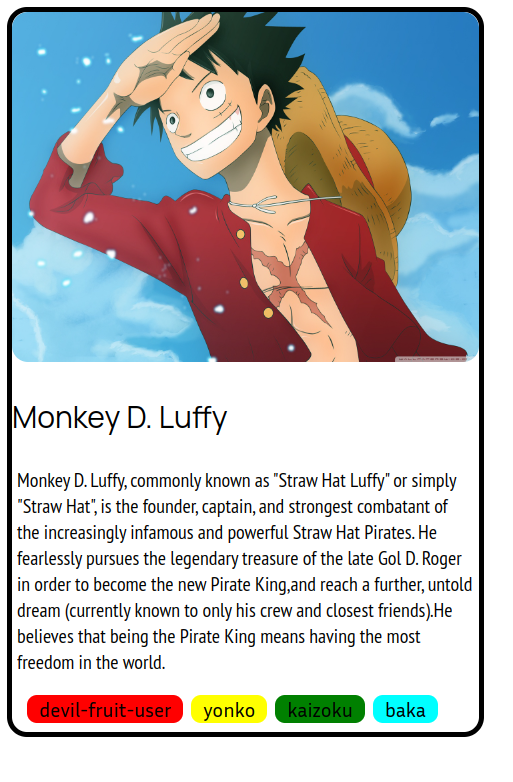 Monkey D. Luffy
Monkey D. Luffy, commonly known as "Straw Hat Luffy" or simply
"Straw Hat", is the founder, captain, and strongest combatant of
the increasingly infamous and powerful Straw Hat Pirates. He
fearlessly pursues the legendary treasure of the late Gol D. Roger
in order to become the new Pirate King,and reach a further, untold
dream (currently known to only his crew and closest friends).He
believes that being the Pirate King means having the most
freedom in the world.
devil-fruit-user yonko kaizoku baka